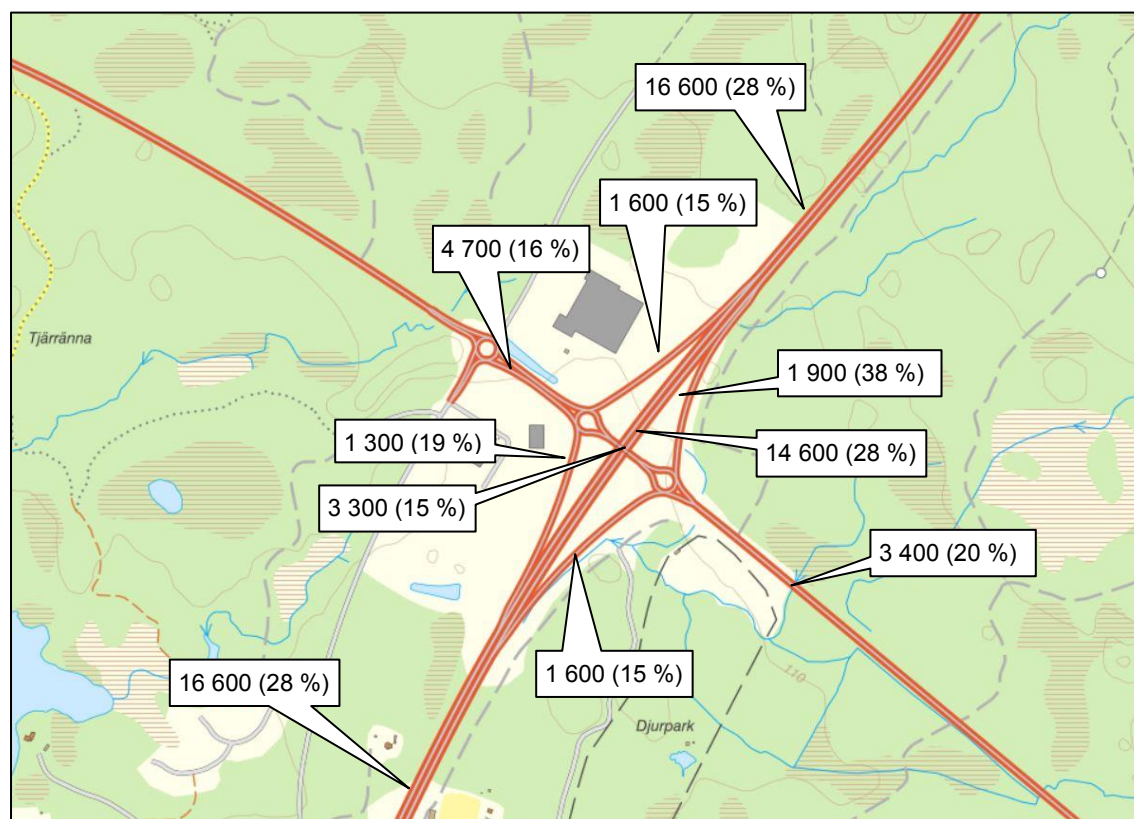 16 600 (28 %)
1 600 (15 %)
4 700 (16 %)
Tjärränna
1 900 (38 %)
1 300 (19 %)
14 600 (28 %)
3 300 (15 %)
3 400 (20 %)
16 600 (28 %)
1 600 (15 %)
110
Djurpark